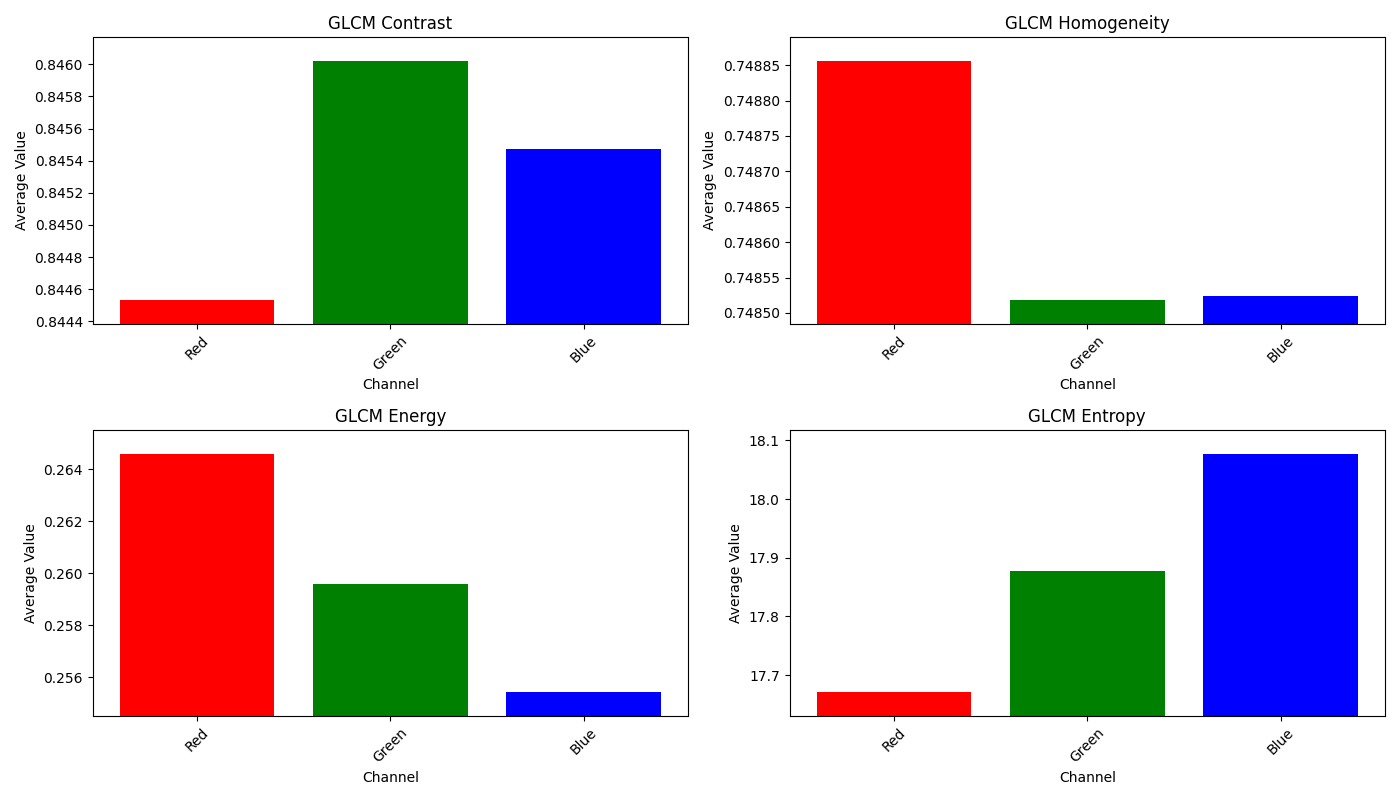 GLCM Contrast
Average Value
0.8460
0.8458
0.8456
0.8454
0.8452
0.8450
0.8448
0.8446
0.8444
Red
Green
Blue
Channel
GLCM Homogeneity
Average Value
0.74885
0.74880
0.74875
0.74870
0.74865
0.74860
0.74855
0.74850
Red
Green
Blue
Channel
GLCM Energy
Average Value
0.264
0.262
0.260
0.258
0.256
Red
Green
Blue
Channel
GLCM Entropy
Average Value
18.1
18.0
17.9
17.8
17.7
Red
Green
Blue
Channel